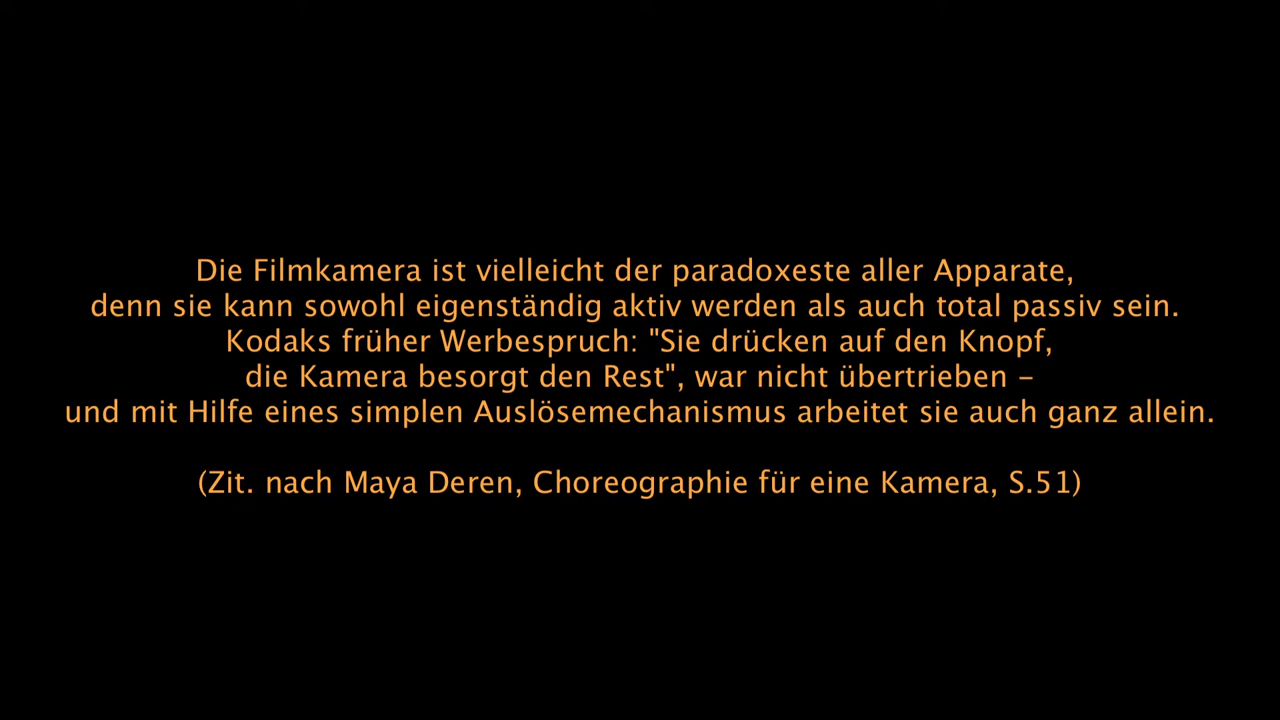 Die Filmkamera ist vielleicht der paradoxeste aller Apparate,
denn sie kann sowohl eigenständig aktiv werden als auch total passiv sein.
Kodaks früher Werbespruch: "Sie drücken auf den Knopf,
die Kamera besorgt den Rest", war nicht übertrieben –
und mit Hilfe eines simplen Auslösemechanismus arbeitet sie auch ganz allein.
(Zit. nach Maya Deren, Choreographie für eine Kamera, S.51)